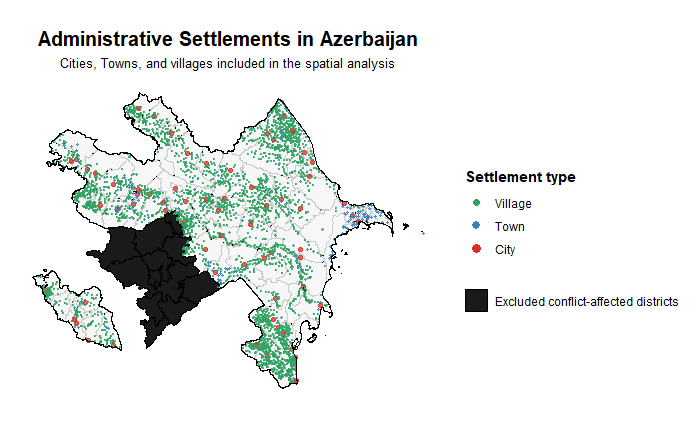 Administrative Settlements in Azerbaijan
Cities, Towns, and villages included in the spatial analysis
Settlement type
Village
Town
City
Excluded conflict-affected districts